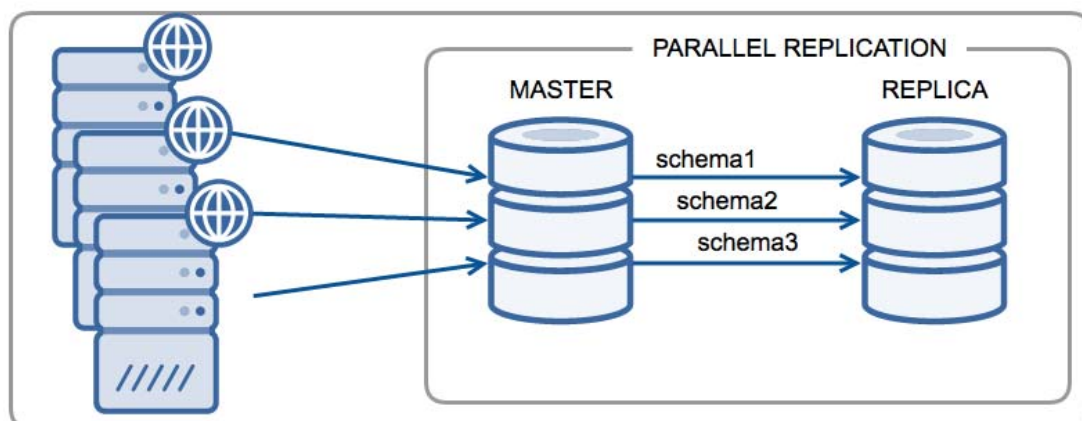 PARALLEL REPLICATION
MASTER
REPLICA
schema1
schema2
schema3